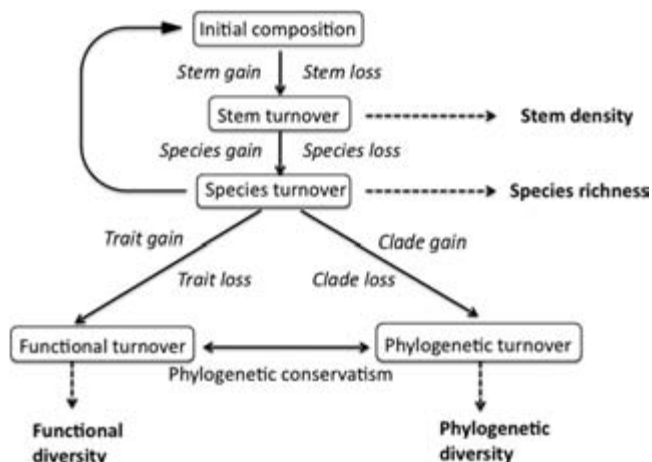 Initial composition
Stem gain Stem loss
Stem turnover Stem density
Species gain Species loss
Species turnover Species richness
Trait gain Clade gain
Trait loss Clade loss
Functional turnover Phylogenetic turnover
Phylogenetic conservatism
Functional
diversity
Phylogenetic
diversity